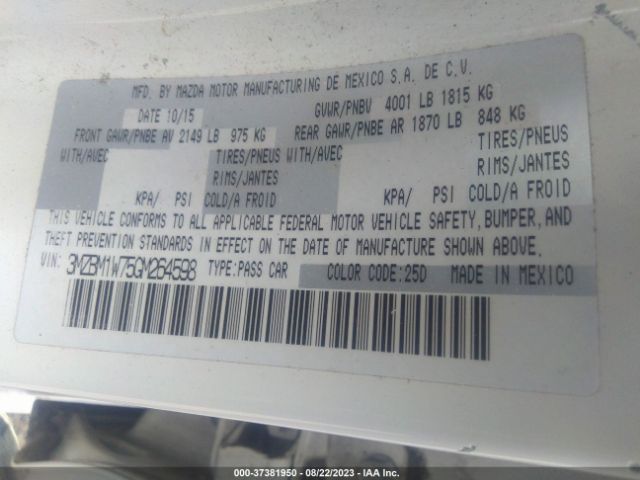 MFD. BY MAZDA MOTOR MANUFACTURING DE MEXICO S.A. DE C.V.
DATE 10/15 GVWR/PNBV 4001 LB 1815 KG
FRONT GAWR/PNBE AV 2149 LB 975 KG REAR GAWR/PNBE AR 1870 LB 848 KG
WITH/AVEC TIRES/PNEUS WITH/AVEC TIRES/PNEUS
RIMS/JANTES RIMS/JANTES
KPA/ PSI COLD/A FROID KPA/ PSI COLD/A FROID
THIS VEHICLE CONFORMS TO ALL APPLICABLE FEDERAL MOTOR VEHICLE SAFETY, BUMPER, AND
THEFT PREVENTION STANDARDS IN EFFECT ON THE DATE OF MANUFACTURE SHOWN ABOVE.
VIN: 3MZBM1W75GM264598 TYPE:PASS CAR COLOR CODE:25D MADE IN MEXICO
000-37381950 - 08/22/2023 - IAA Inc.